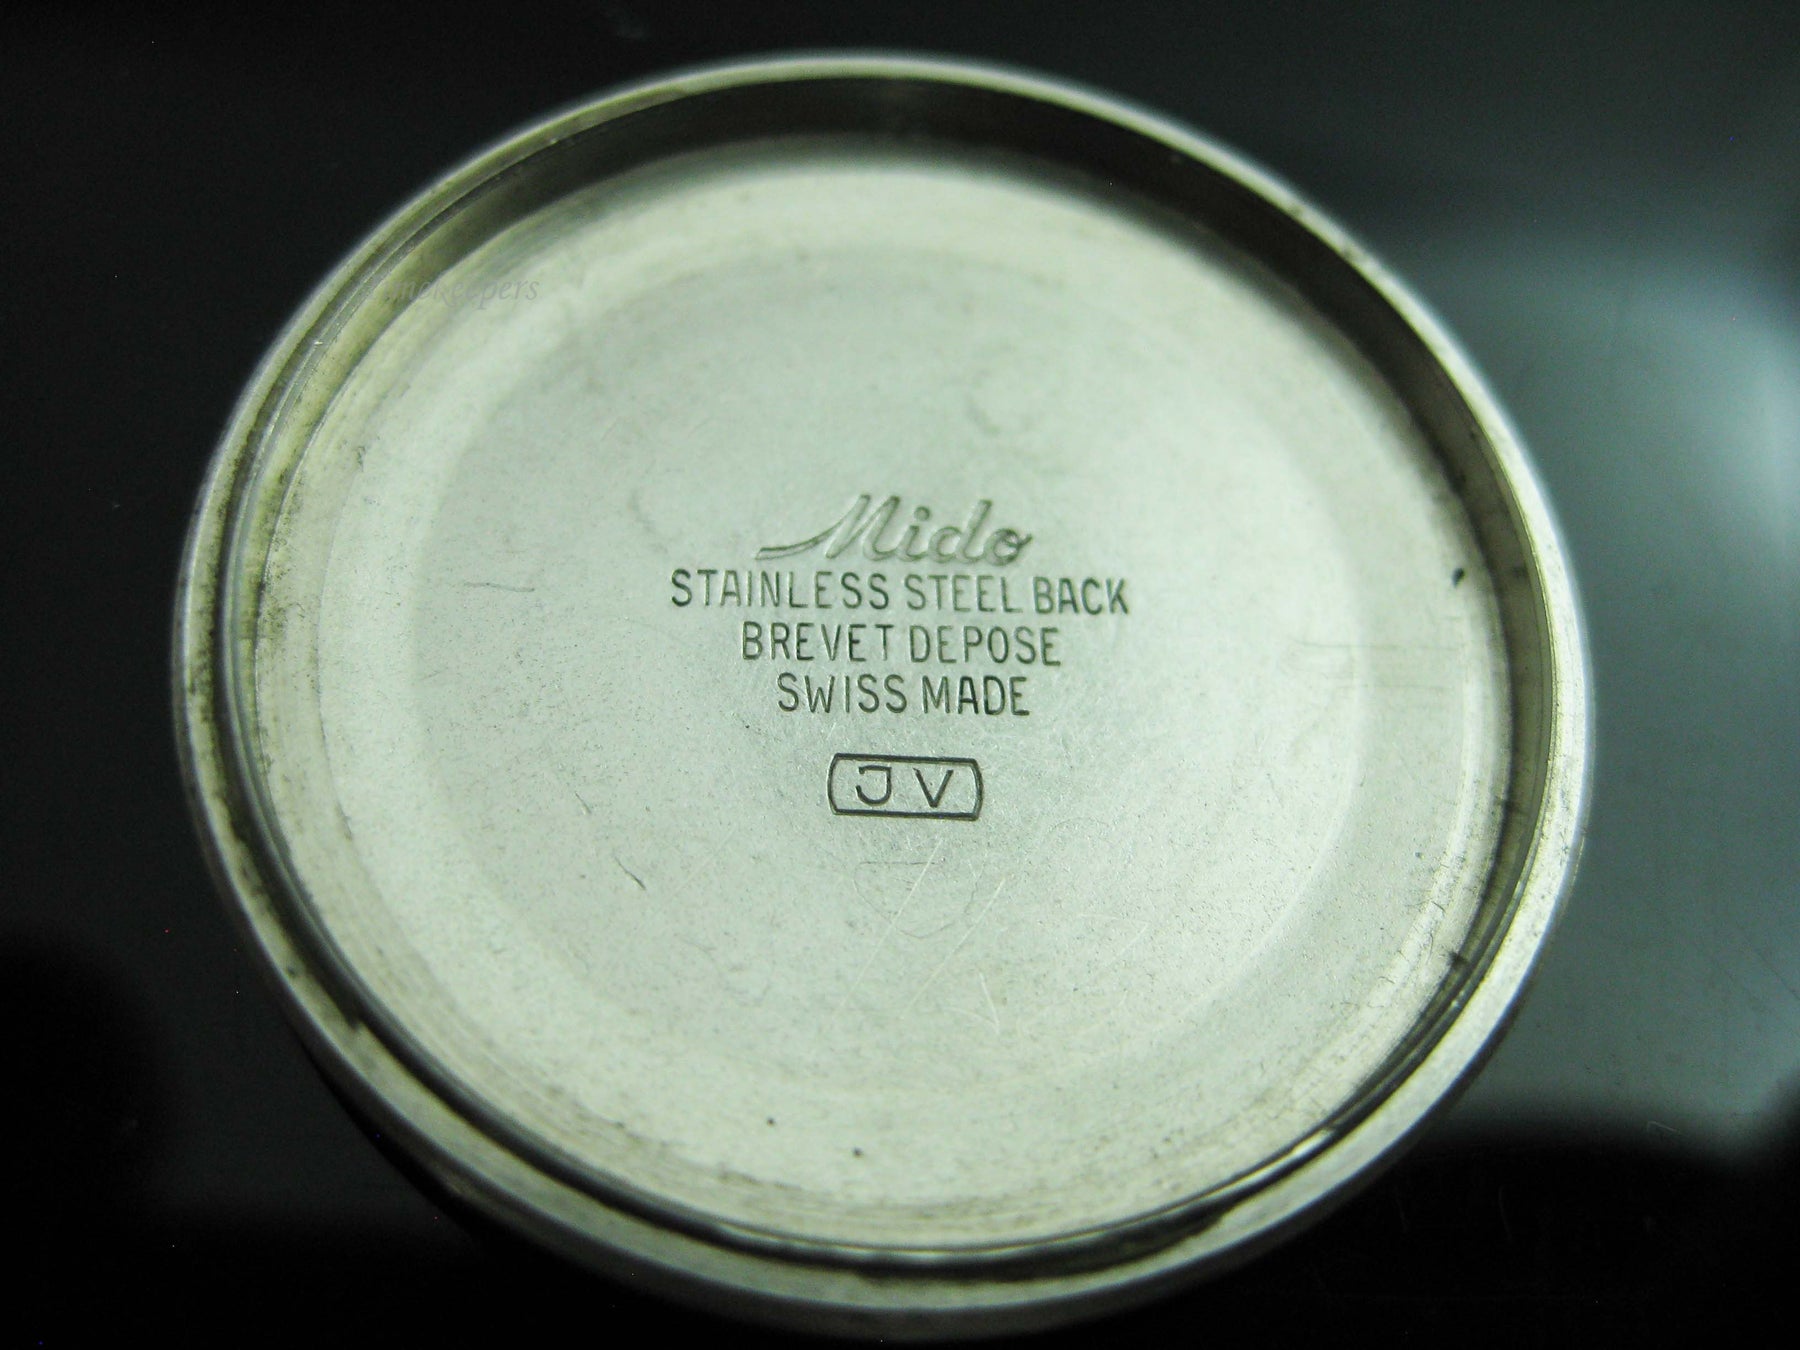 Mido
STAINLESS STEEL BACK
BREVET DEPOSE
SWISS MADE
JV